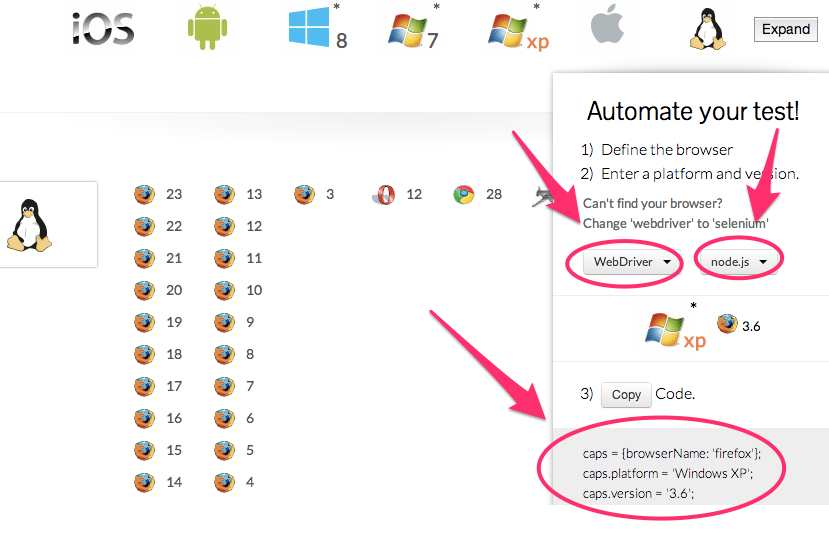 iOS
*
8
*
7
*
xp
Expand
Automate your test!
1) Define the browser
2) Enter a platform and version.
Can't find your browser?
Change 'webdriver' to 'selenium'
WebDriver
node.js
23 13 3 12 28
22 12
21 11
20 10
19 9
18 8
17 7
16 6
15 5
14 4
*
xp
3.6
3) Copy Code.
caps = {browserName: 'firefox'};
caps.platform = 'Windows XP';
caps.version = '3.6';